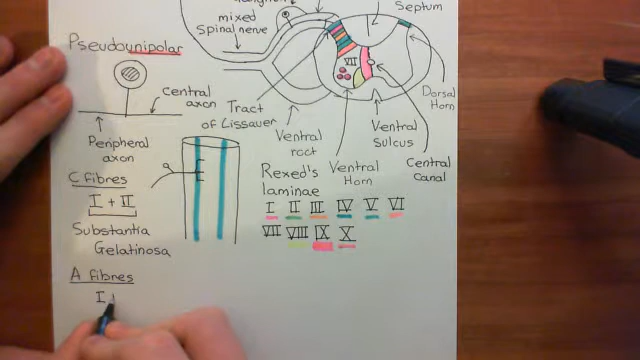 mixed
Spinal nerve
Septum
Pseudounipolar
VII
Central
axon
Tract
of Lissauer
Dorsal
Horn
Peripheral
axon
Ventral
root
Ventral
Sulcus
C fibres
Rexed's
laminae
Ventral
Horn
Central
Canal
I + II
I II III IV V VI
Substantia
Gelatinosa
VII VIII IX X
A fibres
I